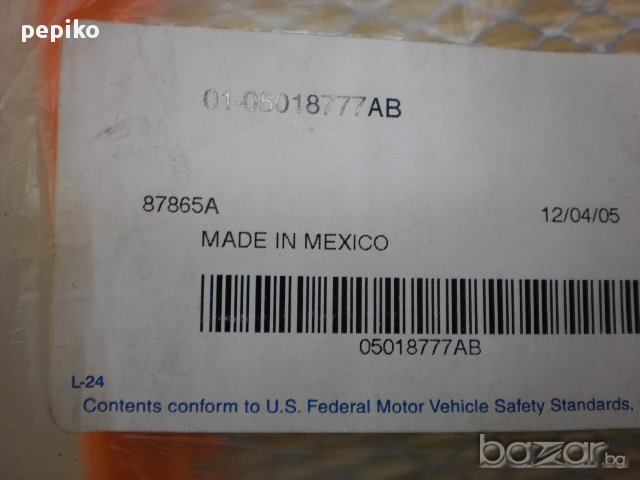 pepiko
01-05018777AB
87865A
12/04/05
MADE IN MEXICO
05018777AB
L-24
Contents conform to U.S. Federal Motor Vehicle Safety Standards,
bazar.bg